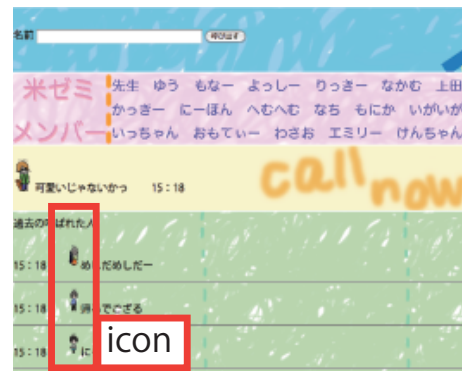 名前 呼び出す
米ゼミ
メンバー
先生 ゆう もなー よっしー りっきー なかむ 上田
かっきー にーほん へむへむ なち もにか いがいが
いっちゃん おもてぃー わさお エミリー けんちゃん
可愛いじゃないかっ 15:18
call now
過去の ばれた人
15:18 めしだめしだー
15:18 でござる
15:18 に
icon